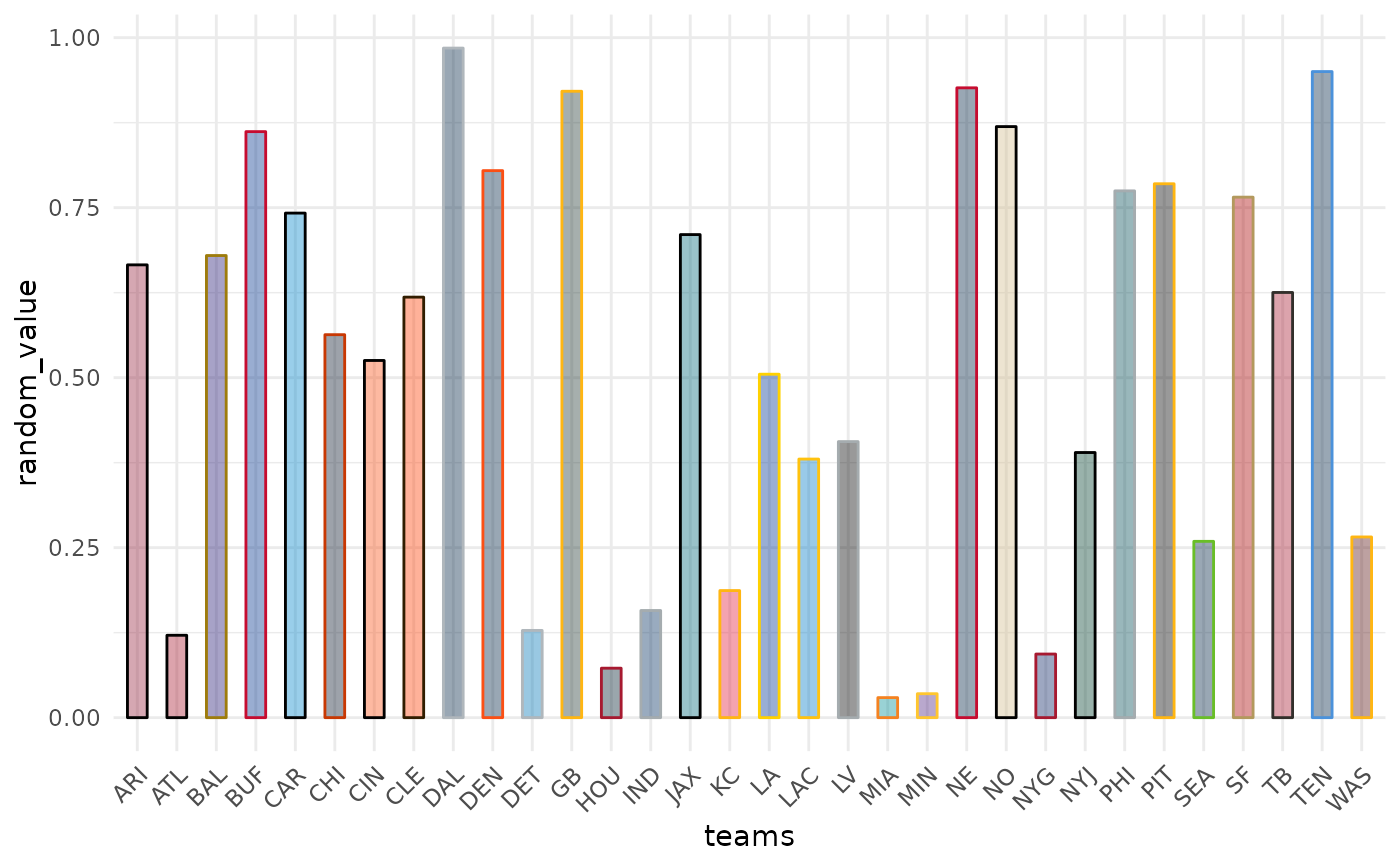 random_value
1.00
0.75
0.50
0.25
0.00
ARI ATL BAL BUF CAR CHI CIN CLE DAL DEN DET GB HOU IND JAX KC LA LAC LV MIA MIN NE NO NYG NYJ PHI PIT SEA SF TB TEN WAS
teams